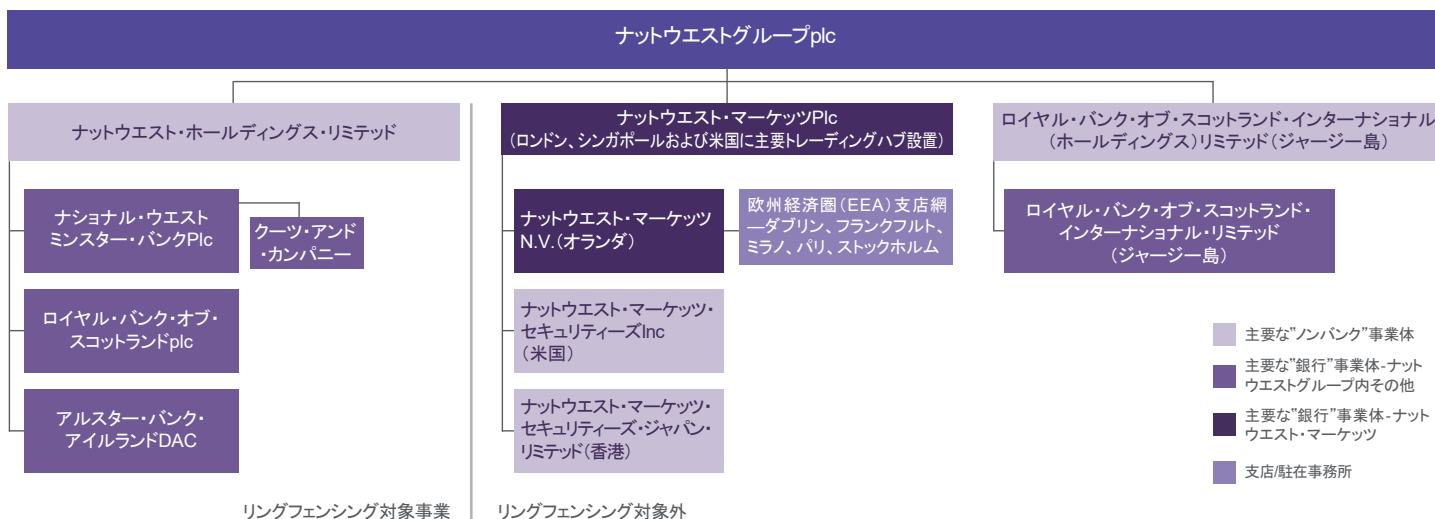 ナットウエストグループplc
ナットウエスト・ホールディングス・リミテッド
ナショナル・ウエスト
ミンスター・バンクPlc
クーツ・アンド
・カンパニー
ロイヤル・バンク・オブ・
スコットランドplc
アルスター・バンク・
アイルランドDAC
リングフェンシング対象事業
ナットウエスト・マーケッツPlc
(ロンドン、シンガポールおよび米国に主要トレーディングハブ設置)
ナットウエスト・マーケッツ
N.V.(オランダ)
欧州経済圏(EEA)支店網
―ダブリン、フランクフルト、
ミラノ、パリ、ストックホルム
ナットウエスト・マーケッツ・
セキュリティーズInc
(米国)
ナットウエスト・マーケッツ・
セキュリティーズ・ジャパン・
リミテッド(香港)
リングフェンシング対象外
ロイヤル・バンク・オブ・スコットランド・インターナショナル
(ホールディングス)リミテッド(ジャージー島)
ロイヤル・バンク・オブ・スコットランド・
インターナショナル・リミテッド
(ジャージー島)
主要な"ノンバンク"事業体
主要な"銀行"事業体-ナット
ウエストグループ内その他
主要な"銀行"事業体-ナット
ウエスト・マーケッツ
支店/駐在事務所